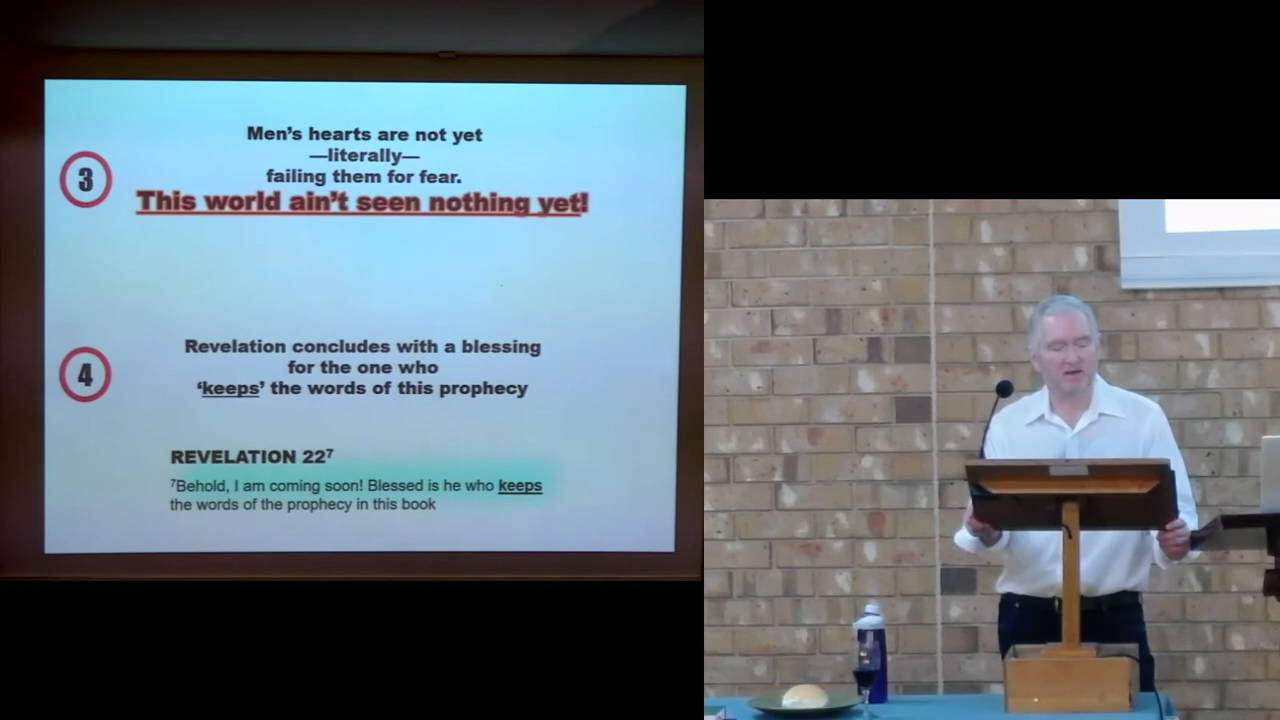 3
Men's hearts are not yet
—literally—
failing them for fear.
This world ain't seen nothing yet!
4
Revelation concludes with a blessing
for the one who
‘keeps’ the words of this prophecy
REVELATION 22⁷
⁷Behold, I am coming soon! Blessed is he who keeps
the words of the prophecy in this book